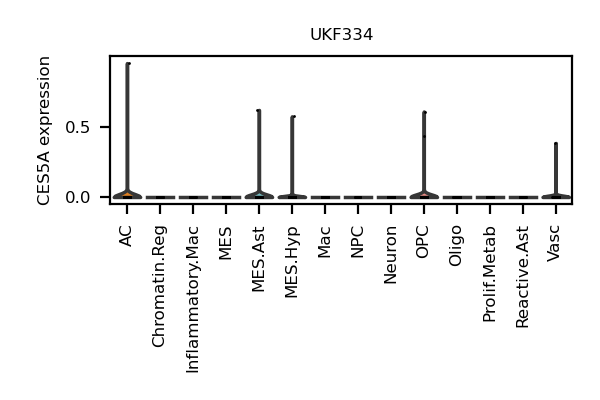 UKF334
CES5A expression
0.5
0.0
AC
Chromatin.Reg
Inflammatory.Mac
MES
MES.Ast
MES.Hyp
Mac
NPC
Neuron
OPC
Oligo
Prolif.Metab
Reactive.Ast
Vasc